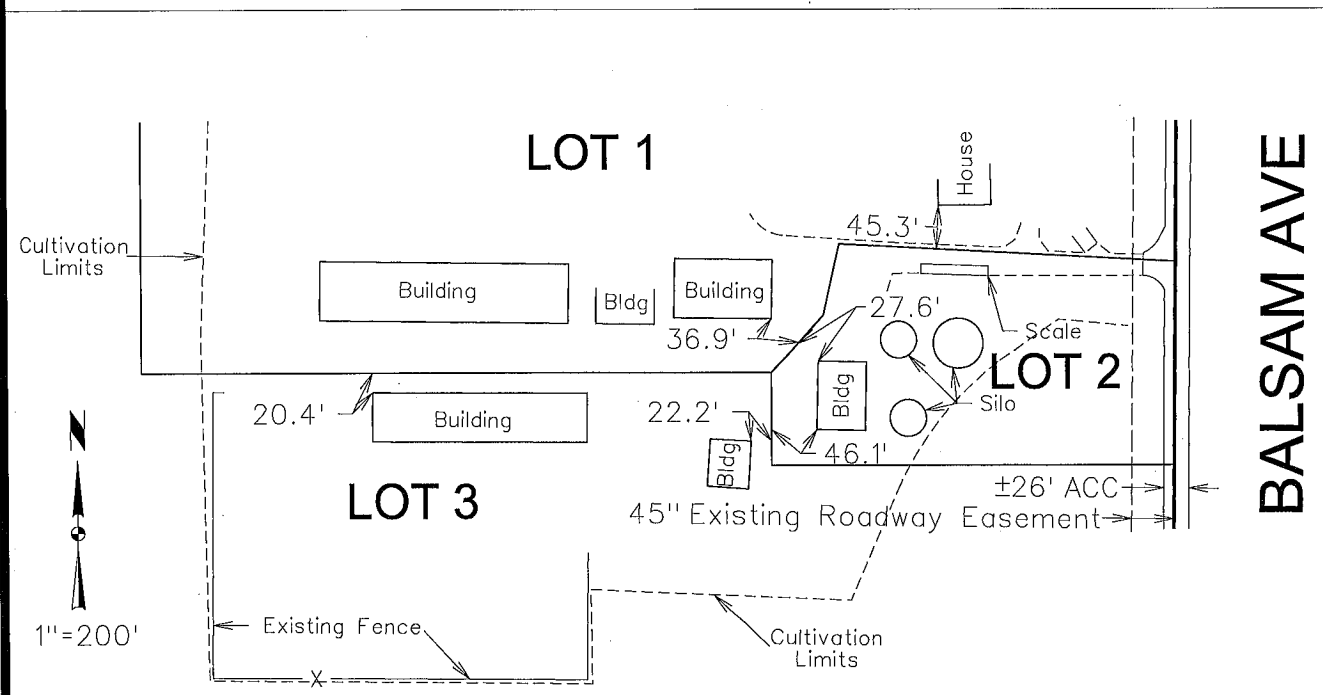 LOT 1
House
BALSAM AVE
45.3'
Cultivation
Limits
Building
Bldg
Building
27.6'
36.9'
Scale
LOT 2
20.4'
Building
22.2'
Bldg
Silo
N
Bldg
46.1'
LOT 3
±26' ACC
45" Existing Roadway Easement
1"=200'
Existing Fence
X
Cultivation
Limits